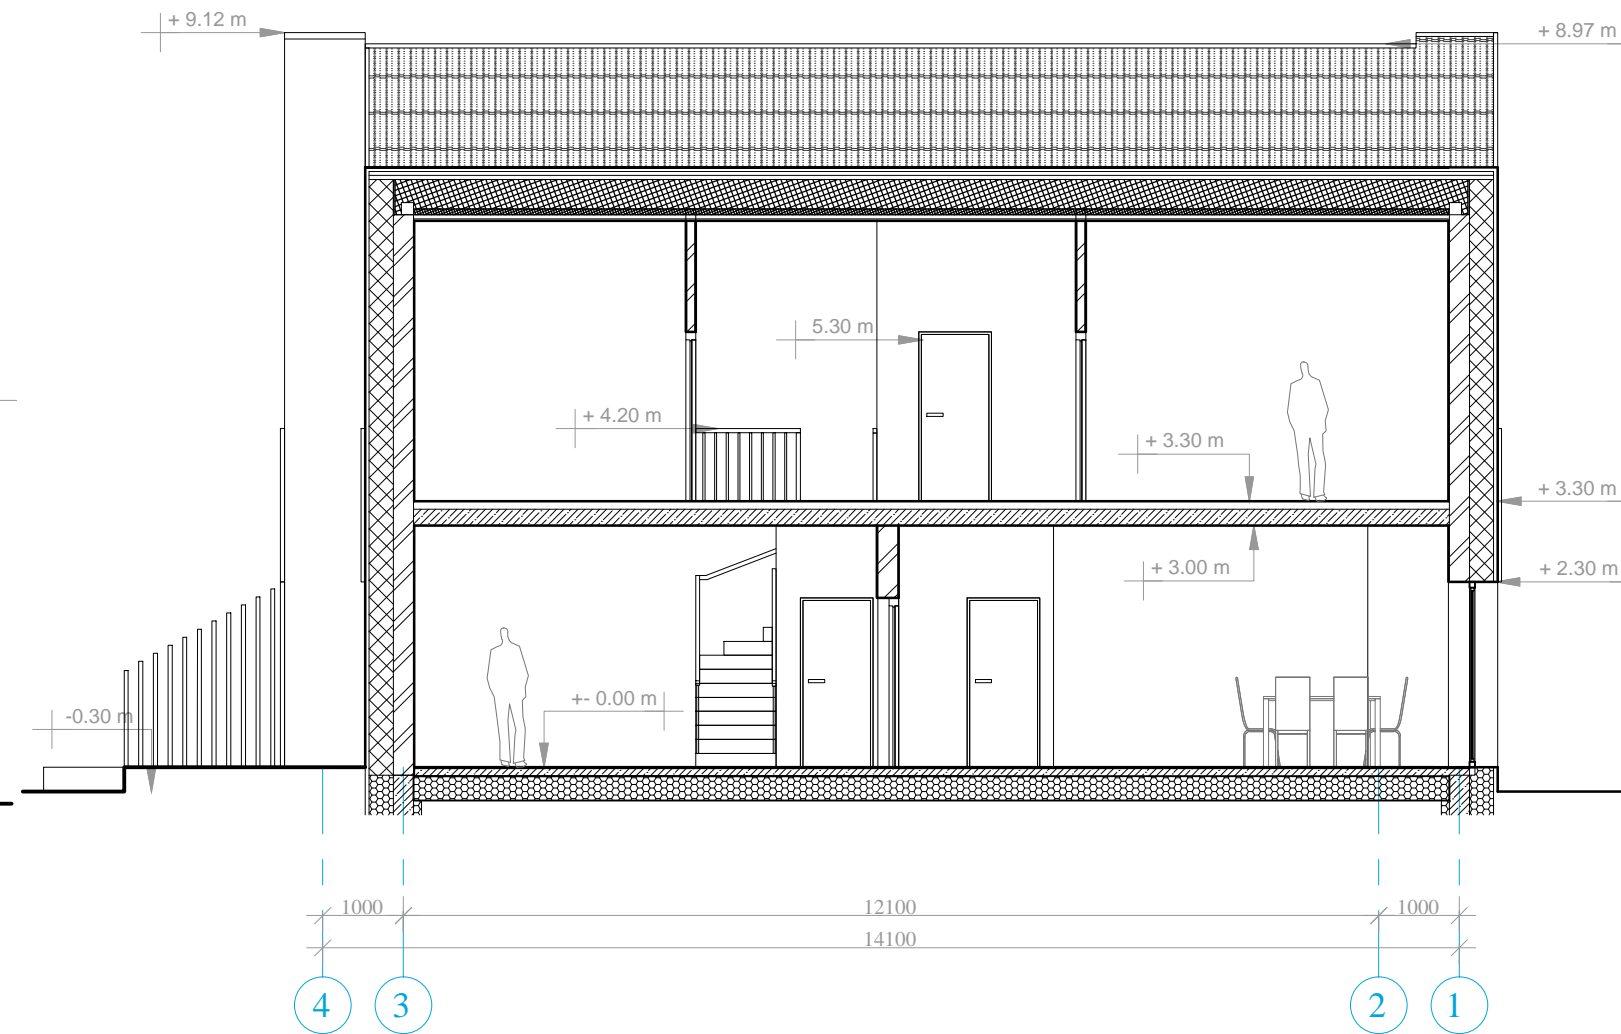 + 9.12 m
+ 8.97 m
5.30 m
+ 4.20 m
+ 3.30 m
+ 3.30 m
+ 3.00 m
+ 2.30 m
+- 0.00 m
-0.30 m
1000
12100
1000
14100
4
3
2
1